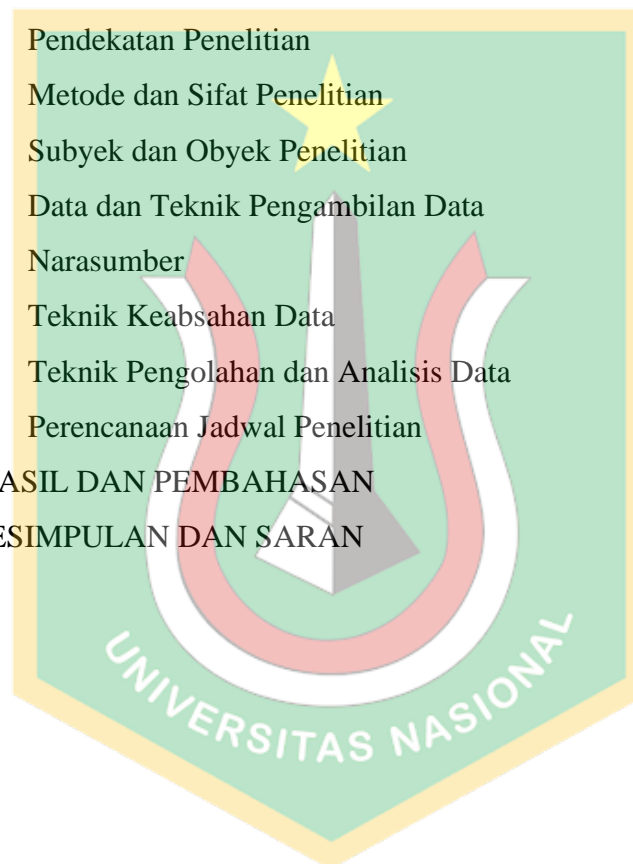 Pendekatan Penelitian
Metode dan Sifat Penelitian
Subyek dan Obyek Penelitian
Data dan Teknik Pengambilan Data
Narasumber
Teknik Keabsahan Data
Teknik Pengolahan dan Analisis Data
Perencanaan Jadwal Penelitian
ASIL DAN PEMBAHASAN
ESIMPULAN DAN SARAN
UNIVERSITAS NASIONAL